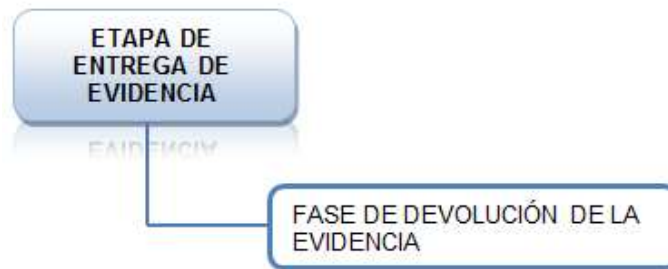 ETAPA DE
ENTREGA DE
EVIDENCIA
FASE DE DEVOLUCIÓN DE LA
EVIDENCIA